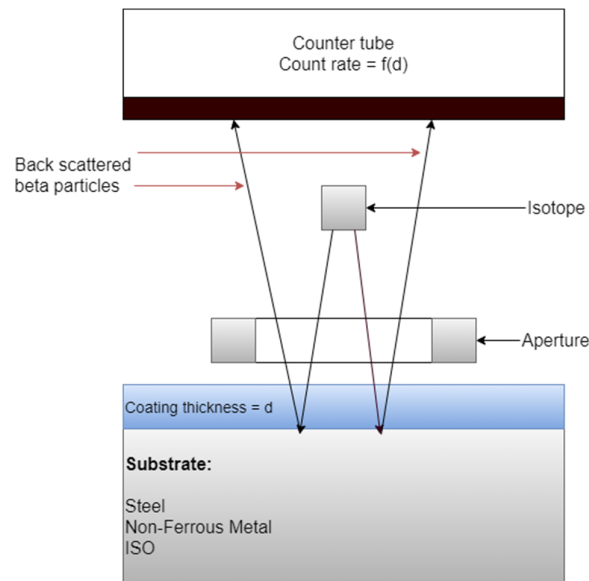 Counter tube
Count rate = f(d)
Back scattered
beta particles
Isotope
Aperture
Coating thickness = d
Substrate:
Steel
Non-Ferrous Metal
ISO